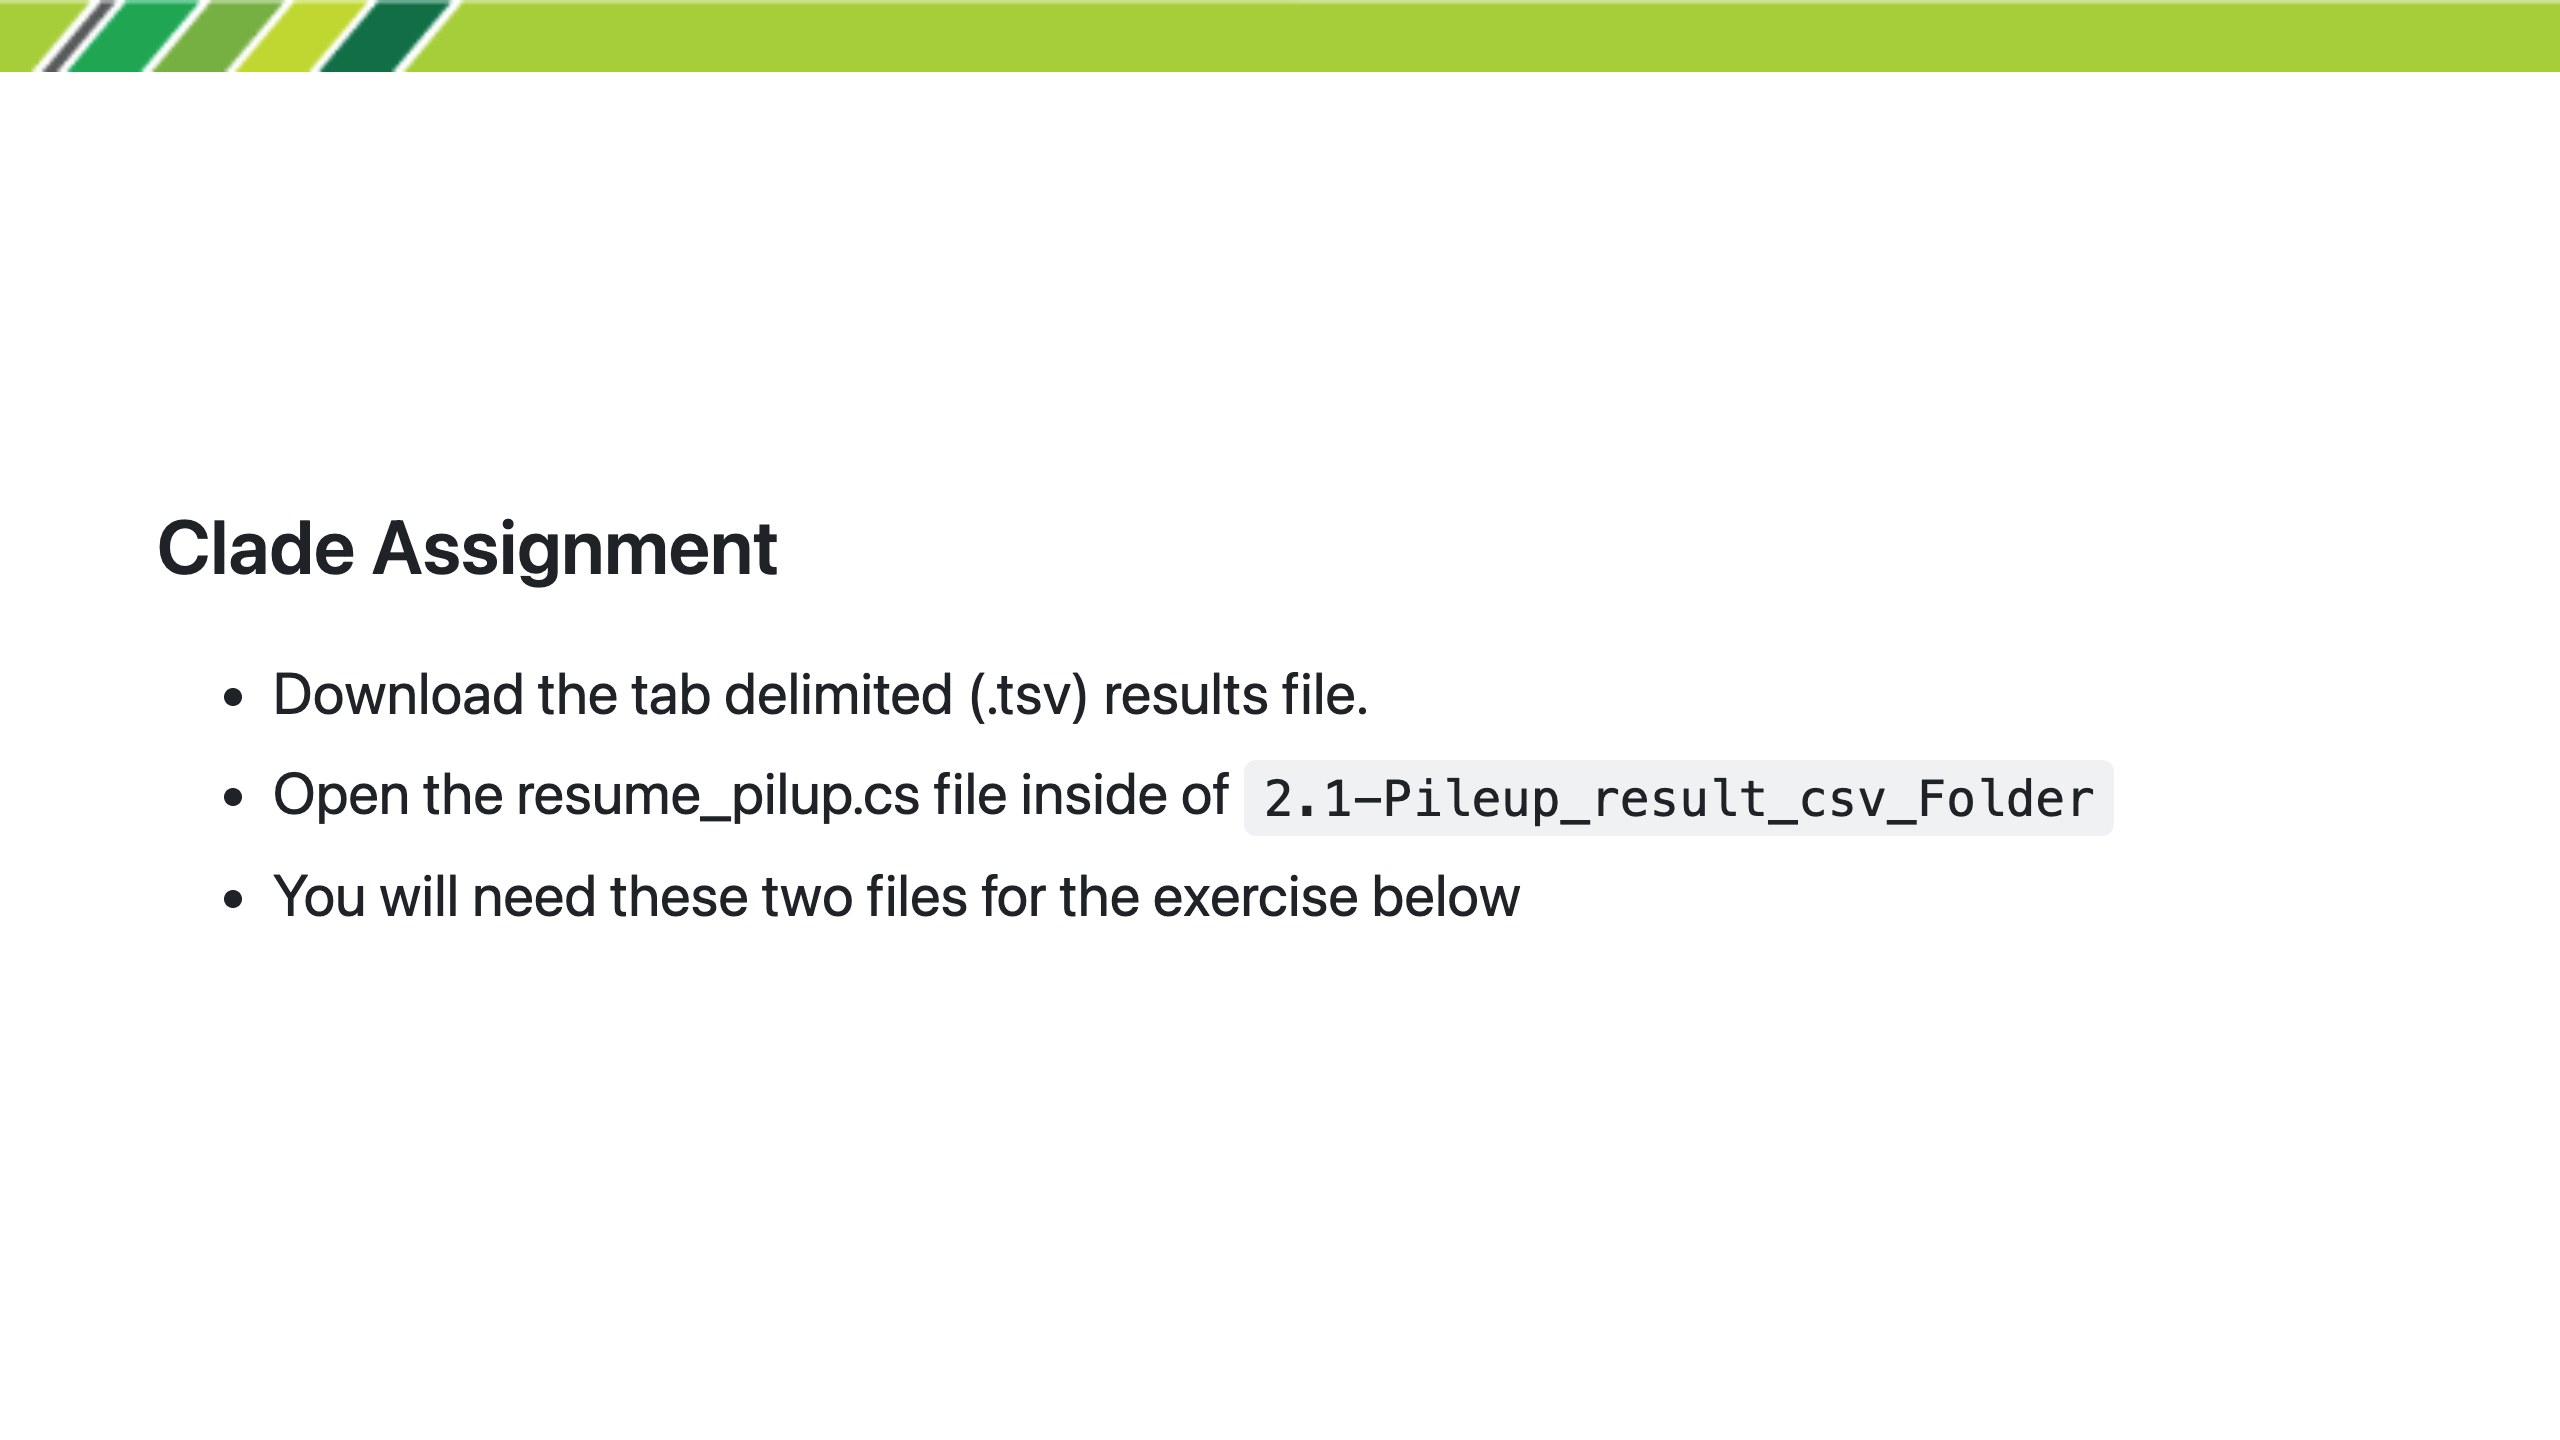 Clade Assignment
• Download the tab delimited (.tsv) results file.
• Open the resume_pilup.cs file inside of 2.1-Pileup_result_csv_Folder
• You will need these two files for the exercise below